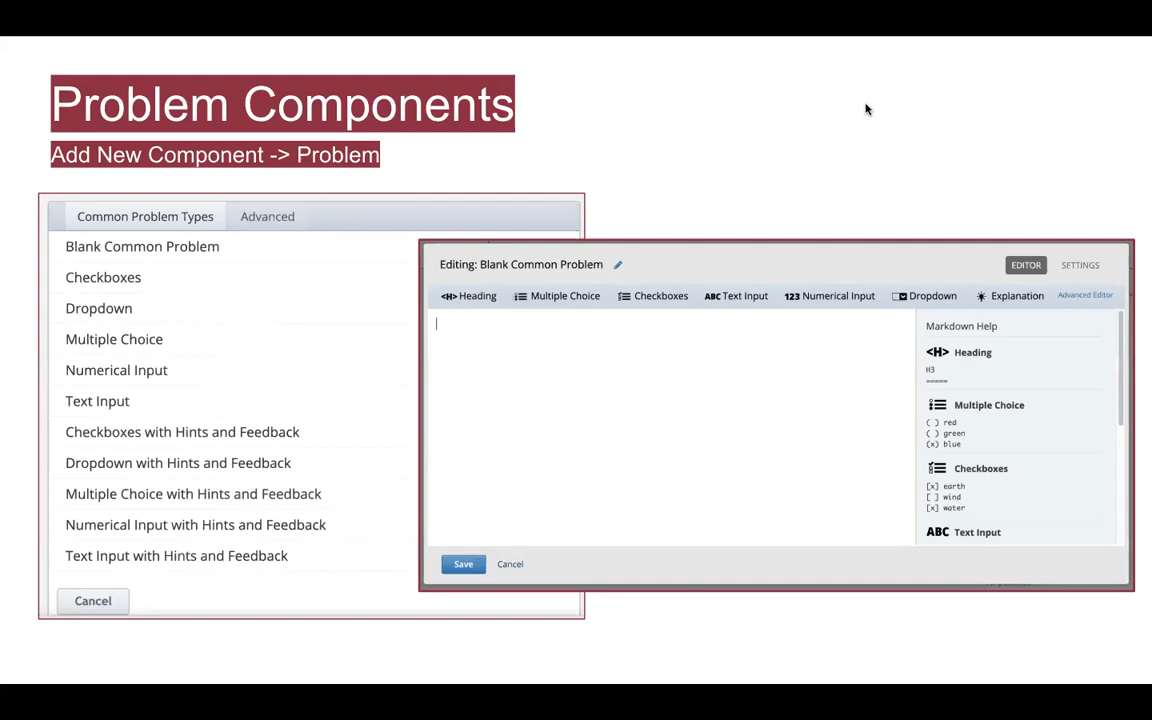 Problem Components
Add New Component -> Problem
Common Problem Types Advanced
Blank Common Problem
Checkboxes
Dropdown
Multiple Choice
Numerical Input
Text Input
Checkboxes with Hints and Feedback
Dropdown with Hints and Feedback
Multiple Choice with Hints and Feedback
Numerical Input with Hints and Feedback
Text Input with Hints and Feedback
Cancel
Editing: Blank Common Problem
EDITOR SETTINGS
<H> Heading Multiple Choice Checkboxes ABC Text Input 123 Numerical Input Dropdown Explanation Advanced Editor
Markdown Help
<H> Heading
H3
=====
Multiple Choice
( ) red
( ) green
(x) blue
Checkboxes
[x] earth
[ ] wind
[x] water
ABC Text Input
Save Cancel